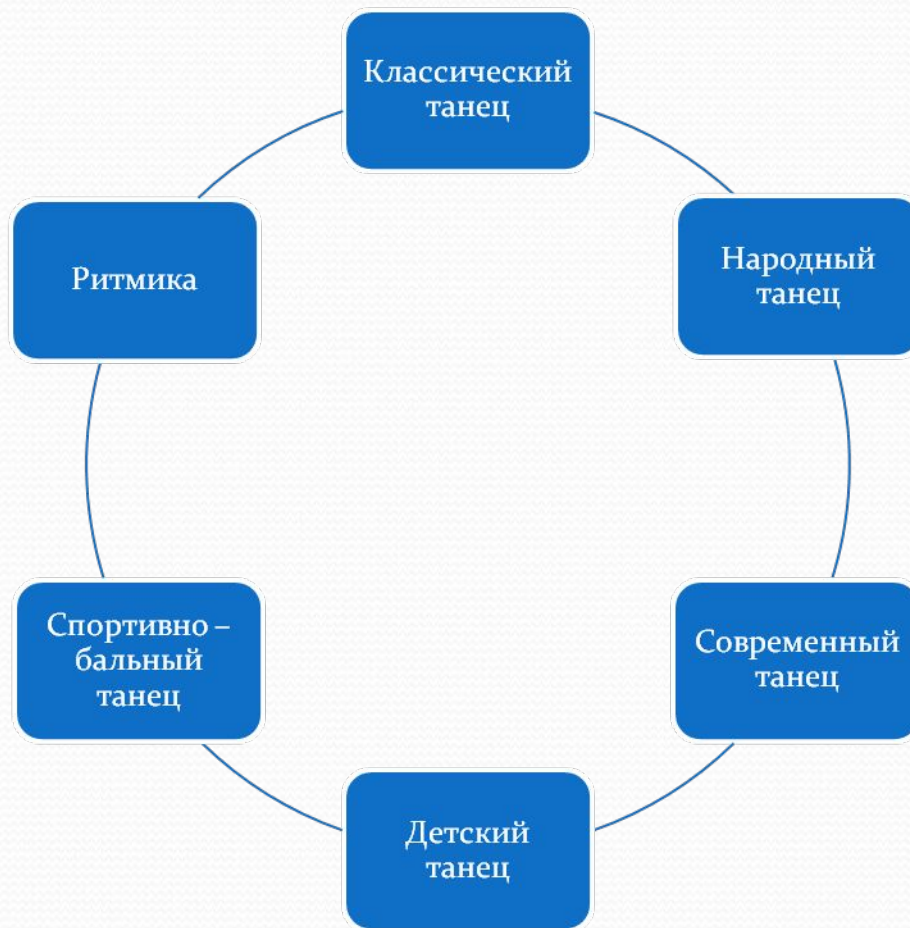 Классический
танец
Народный
танец
Современный
танец
Детский
танец
Спортивно –
бальный
танец
Ритмика